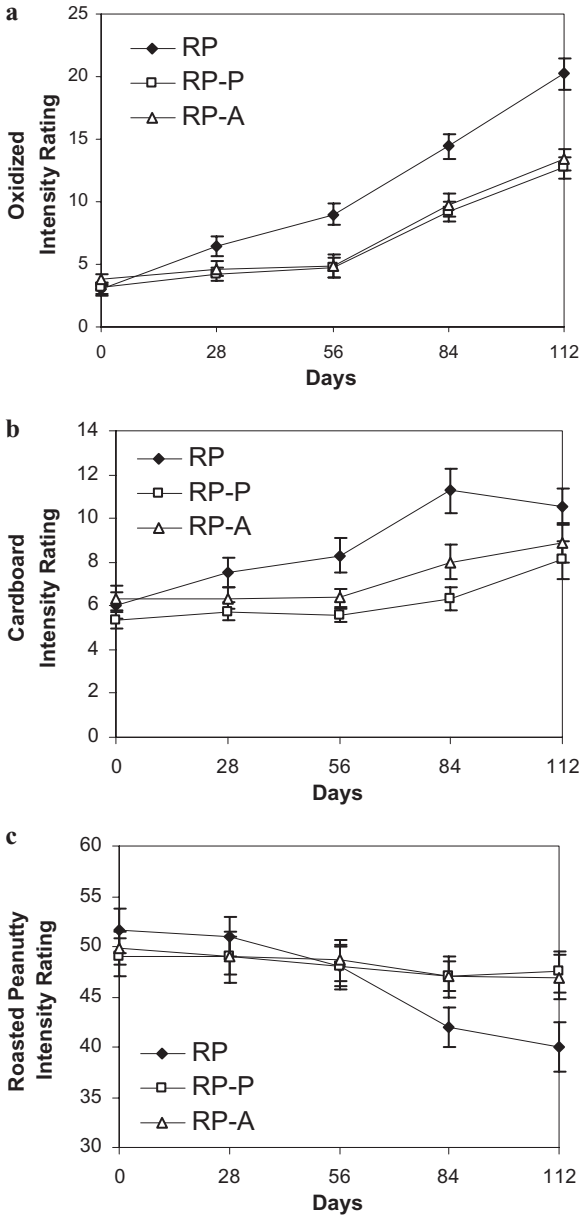 a
25
20
15
10
5
0
Oxidized
Intensity Rating
RP
RP-P
RP-A
0 28 56 84 112
Days
b
14
12
10
8
6
4
2
0
Cardboard
Intensity Rating
RP
RP-P
RP-A
0 28 56 84 112
Days
c
60
55
50
45
40
35
30
Roasted Peanutty
Intensity Rating
RP
RP-P
RP-A
0 28 56 84 112
Days